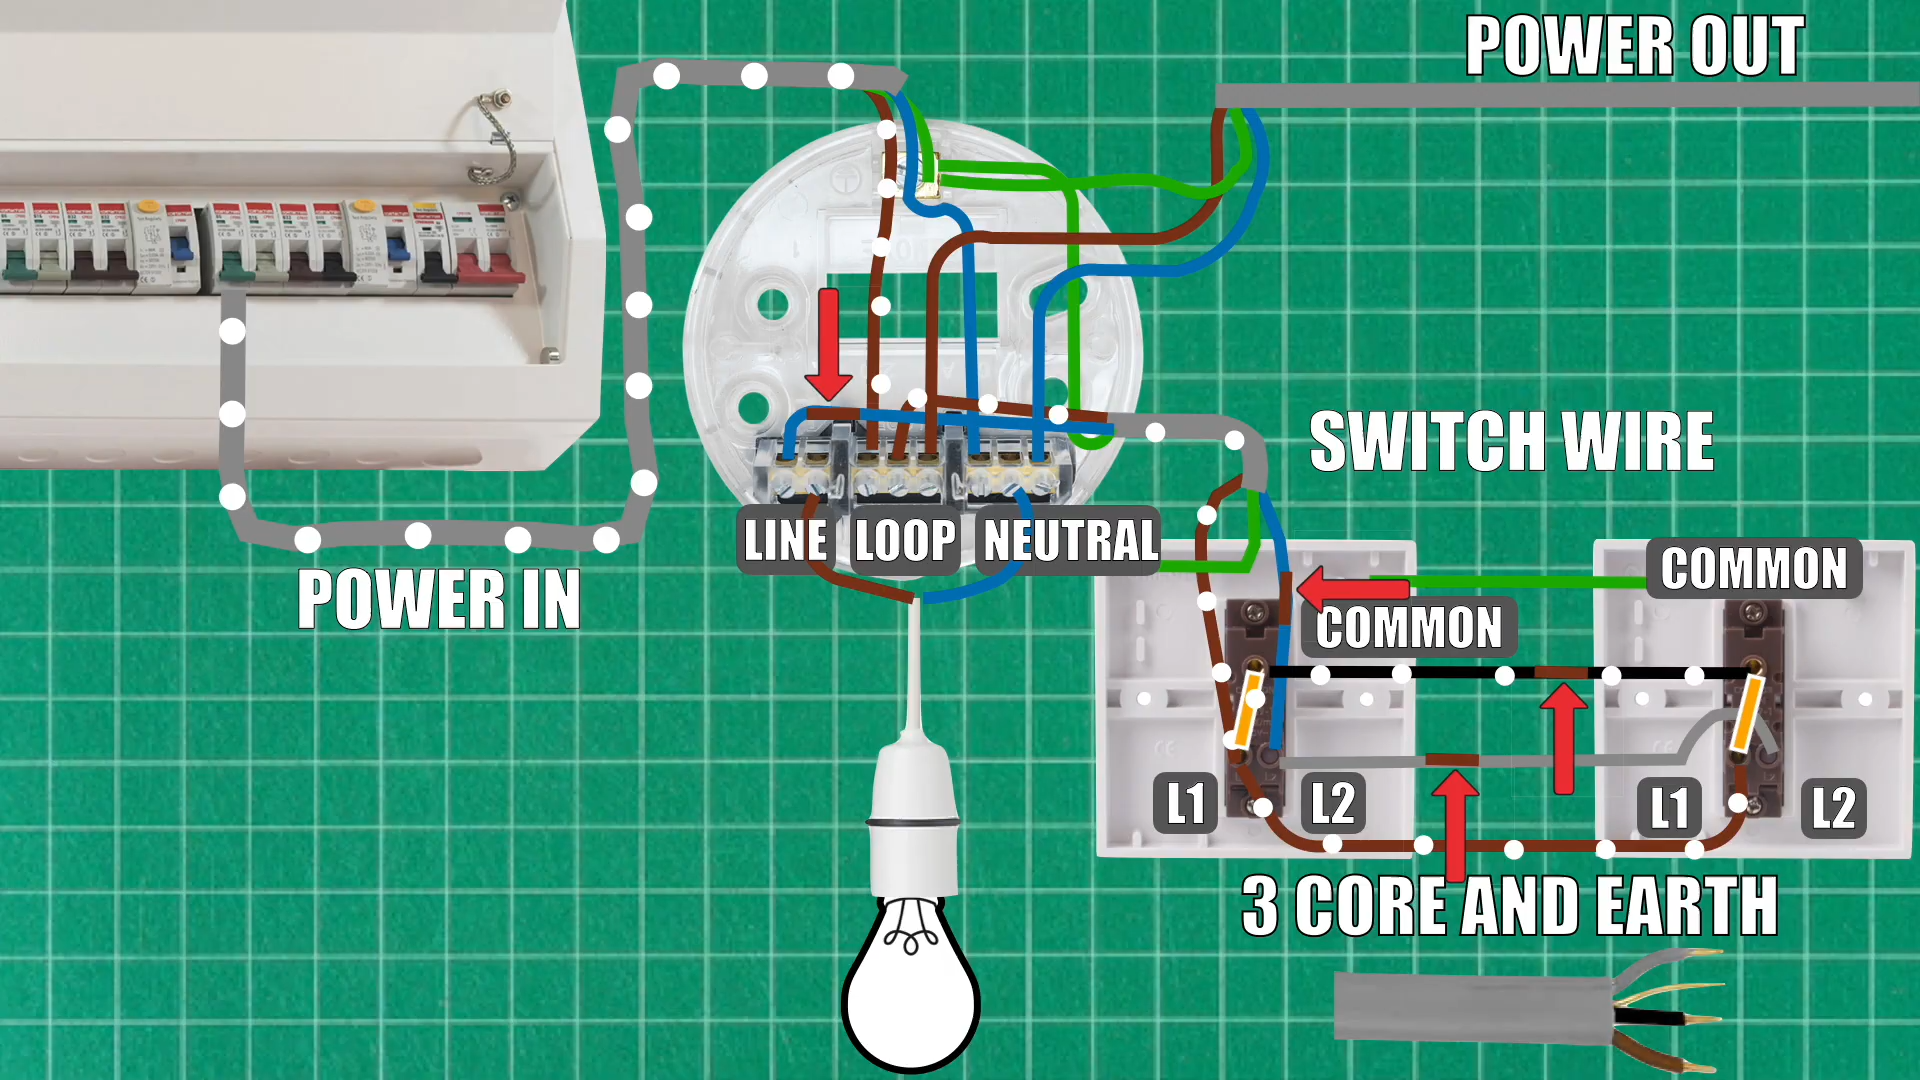 POWER OUT
SWITCH WIRE
LINE
LOOP
NEUTRAL
POWER IN
COMMON
COMMON
L1
L2
L1
L2
3 CORE AND EARTH